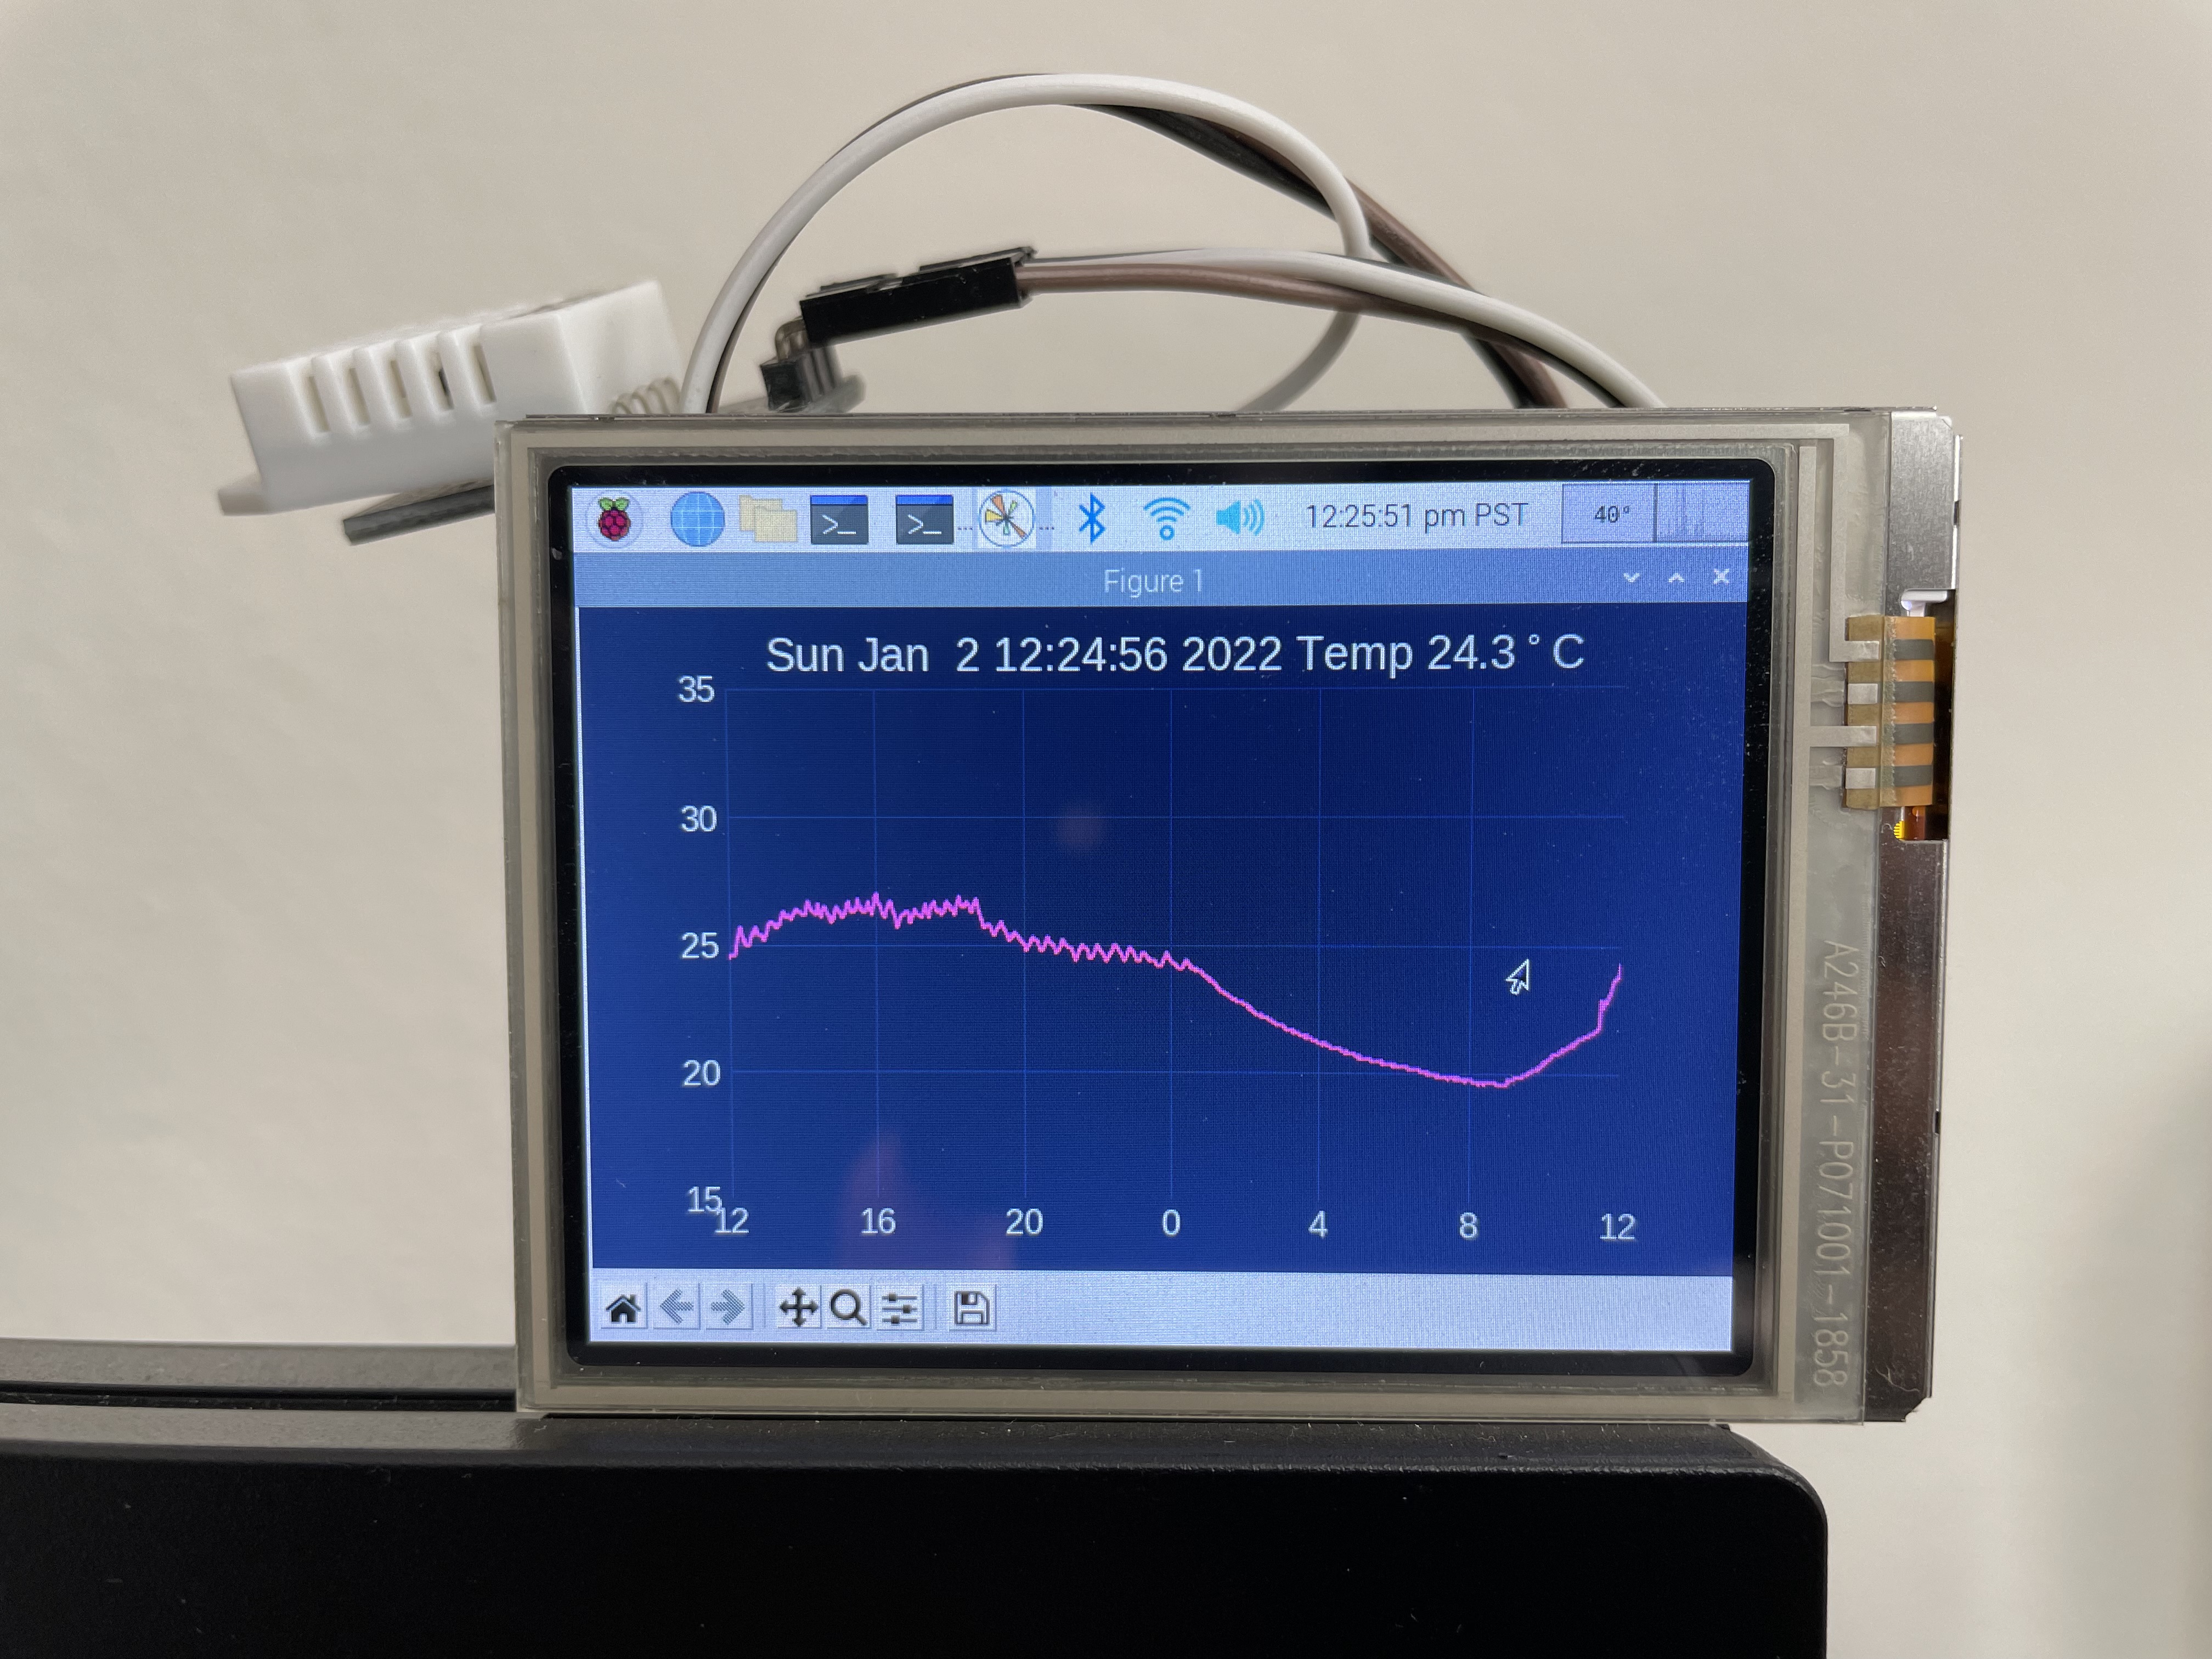 12:25:51 pm PST 40°
Figure 1
Sun Jan 2 12:24:56 2022 Temp 24.3°C
35
30
25
20
15
12 16 20 0 4 8 12
A246B-31-P071001-1858